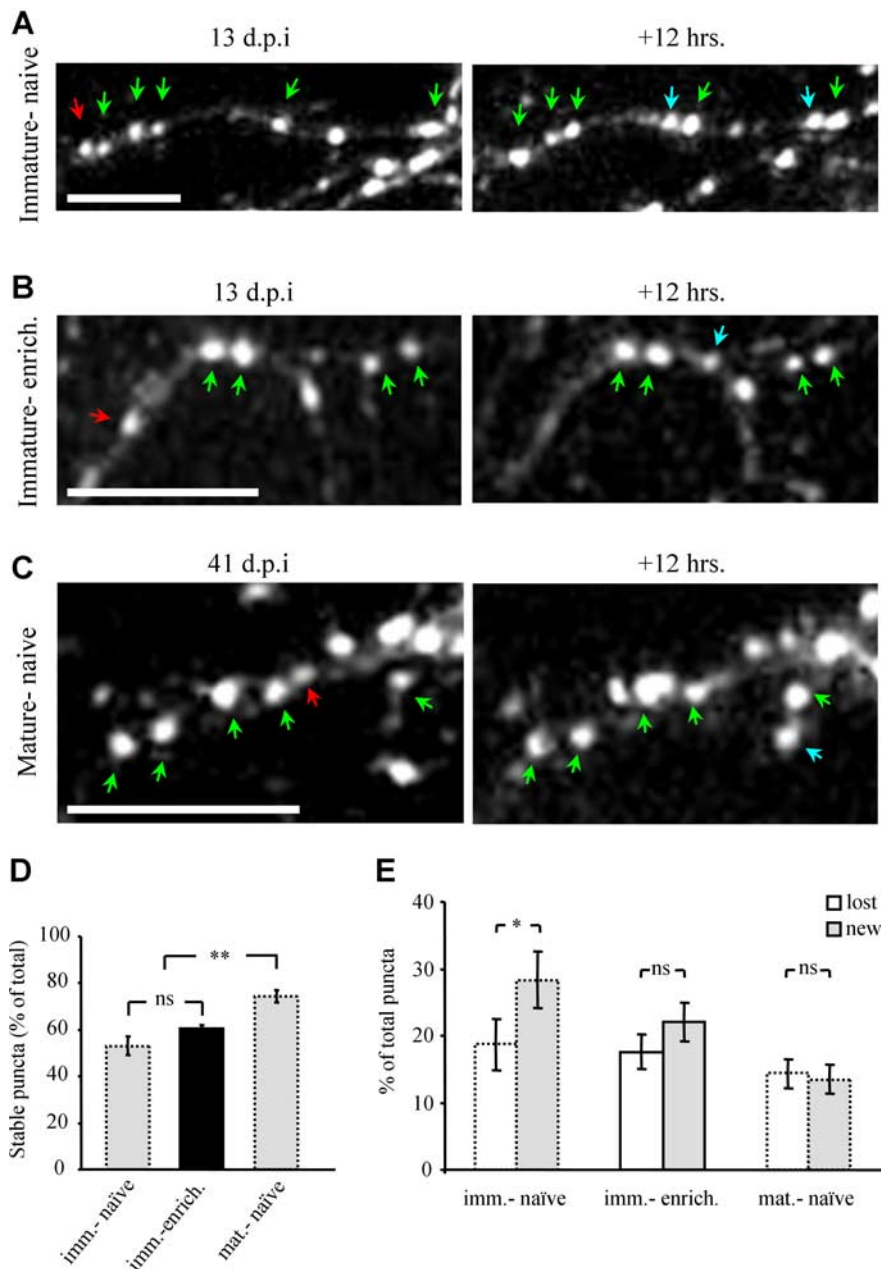 A
13 d.p.i
+12 hrs.
Immature- naive
B
13 d.p.i
+12 hrs.
Immature- enrich.
C
41 d.p.i
+12 hrs.
Mature- naive
D
Stable puncta (% of total)
100
80
60
40
20
0
ns
**
imm.- naïve
imm.-enrich.
mat.- naïve
E
% of total puncta
40
30
20
10
0
lost
new
*
ns
ns
imm.- naïve
imm.- enrich.
mat.- naïve